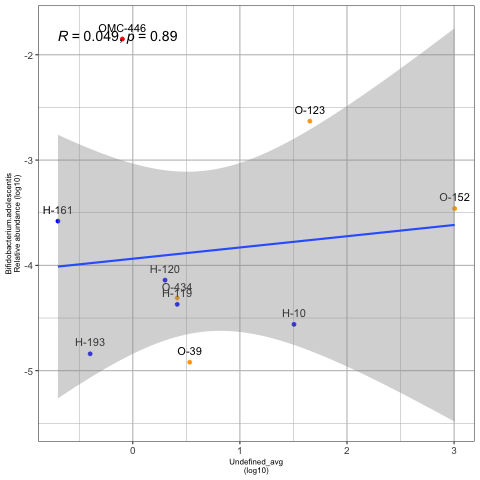 OMC-446
R = 0.049, p = 0.89
O-123
O-152
H-161
H-120
O-434
H-119
H-10
H-193
O-39
-2
-3
-4
-5
0
1
2
3
Bifidobacterium.adolescentis
Relative abundance (log10)
Undefined_avg
(log10)